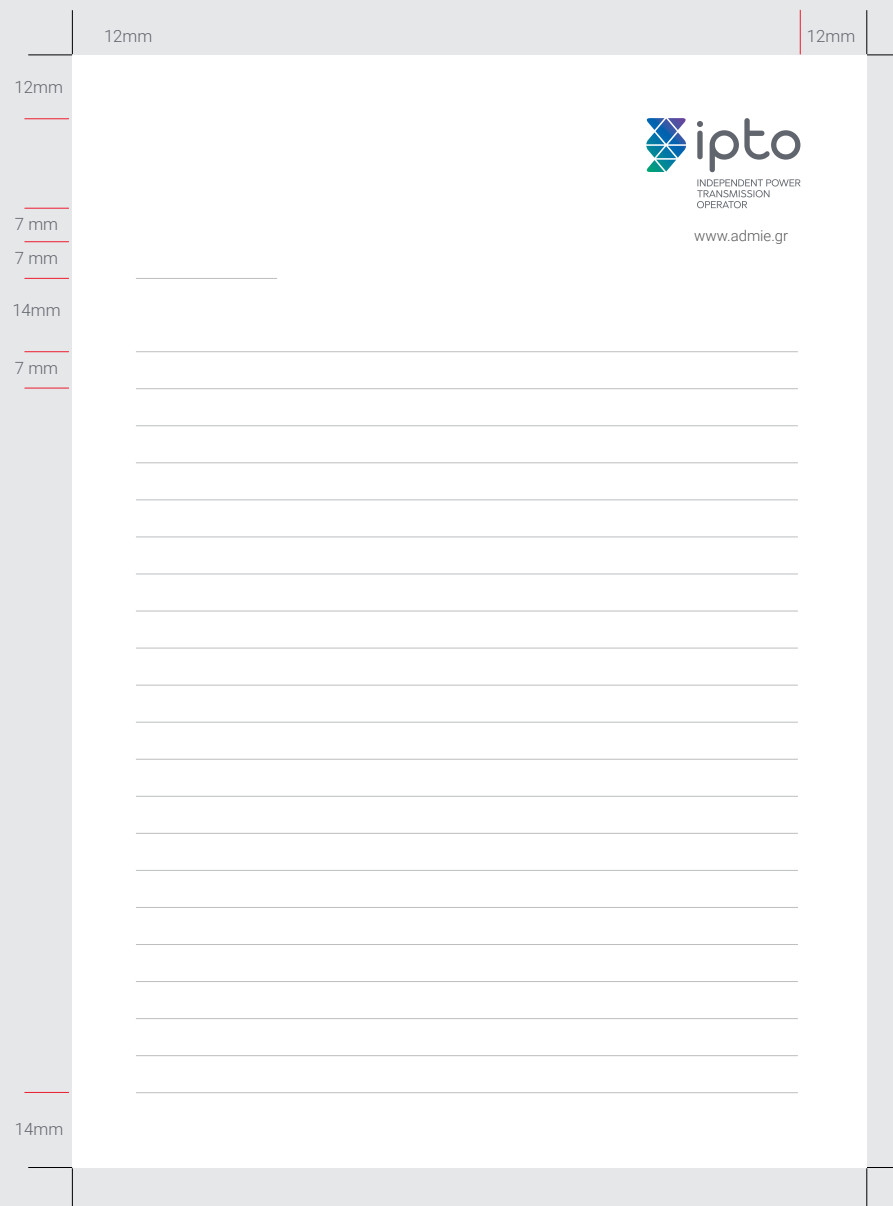 12mm
12mm
12mm
ipto
INDEPENDENT POWER
TRANSMISSION
OPERATOR
7 mm
www.admie.gr
7 mm
14mm
7 mm
14mm